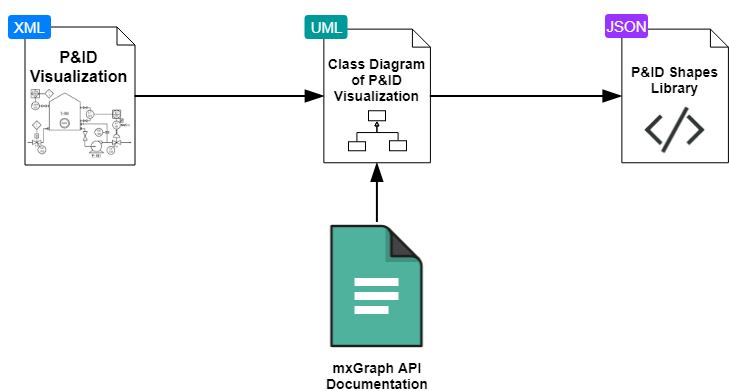 XML
P&ID
Visualization
UML
Class Diagram
of P&ID
Visualization
JSON
P&ID Shapes
Library
</>
mxGraph API
Documentation